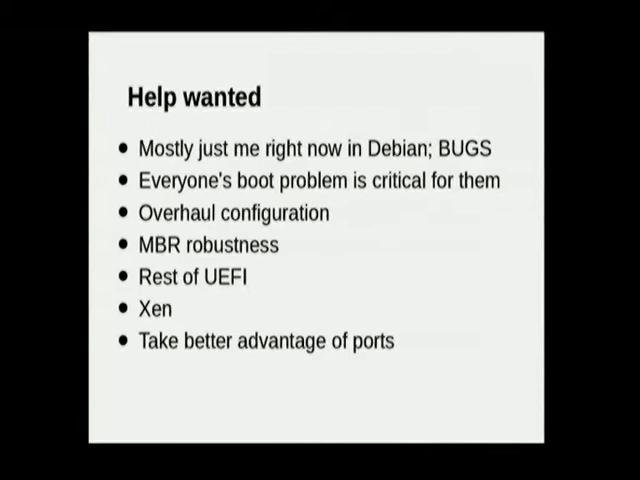 Help wanted
• Mostly just me right now in Debian; BUGS
• Everyone's boot problem is critical for them
• Overhaul configuration
• MBR robustness
• Rest of UEFI
• Xen
• Take better advantage of ports